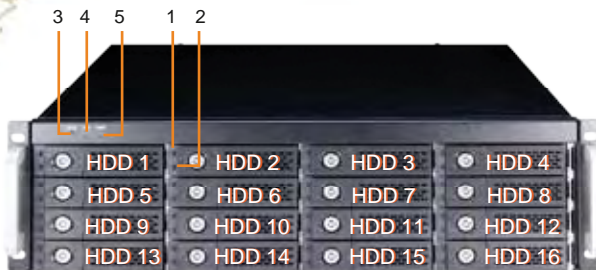 3 4 5 1 2
HDD 1 HDD 2 HDD 3 HDD 4
HDD 5 HDD 6 HDD 7 HDD 8
HDD 9 HDD 10 HDD 11 HDD 12
HDD 13 HDD 14 HDD 15 HDD 16